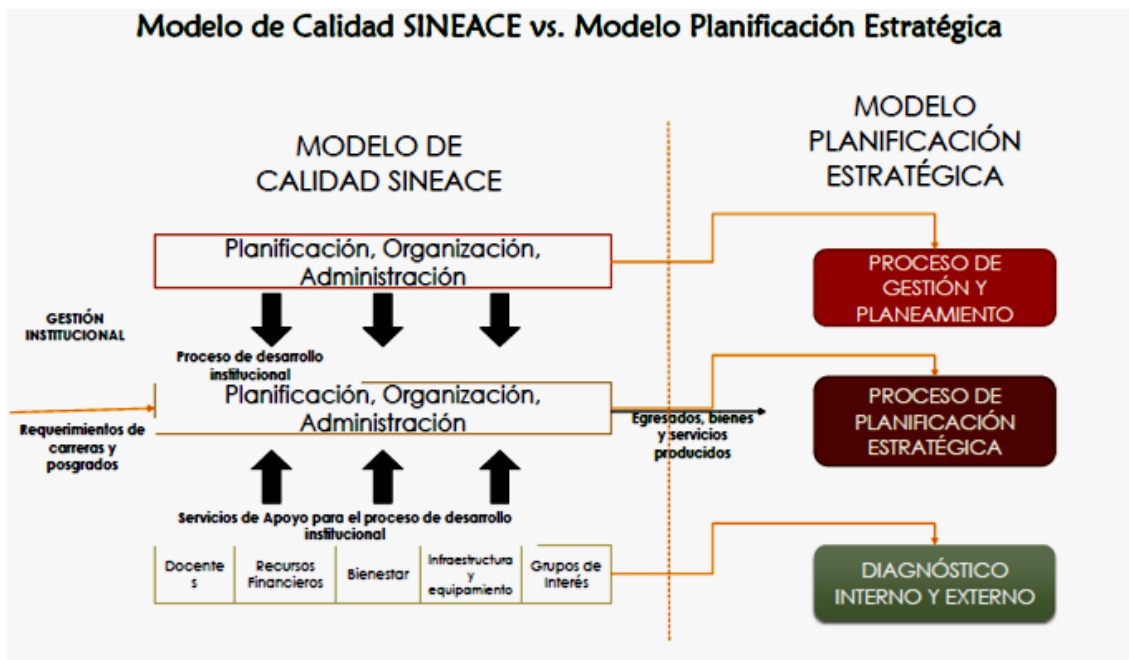 Modelo de Calidad SINEACE vs. Modelo Planificación Estratégica
MODELO DE
CALIDAD SINEACE
MODELO
PLANIFICACIÓN
ESTRATÉGICA
Planificación, Organización,
Administración
PROCESO DE
GESTIÓN Y
PLANEAMIENTO
GESTIÓN
INSTITUCIONAL
Proceso de desarrollo
institucional
Planificación, Organización,
Administración
Requerimientos de
carreras y
posgrados
Egresados, bienes
y servicios
producidos
PROCESO DE
PLANIFICACIÓN
ESTRATÉGICA
Servicios de Apoyo para el proceso de desarrollo
institucional
Docente
s
Recursos
Financieros
Bienestar
Infraestructura
y
equipamiento
Grupos de
Interés
DIAGNÓSTICO
INTERNO Y EXTERNO